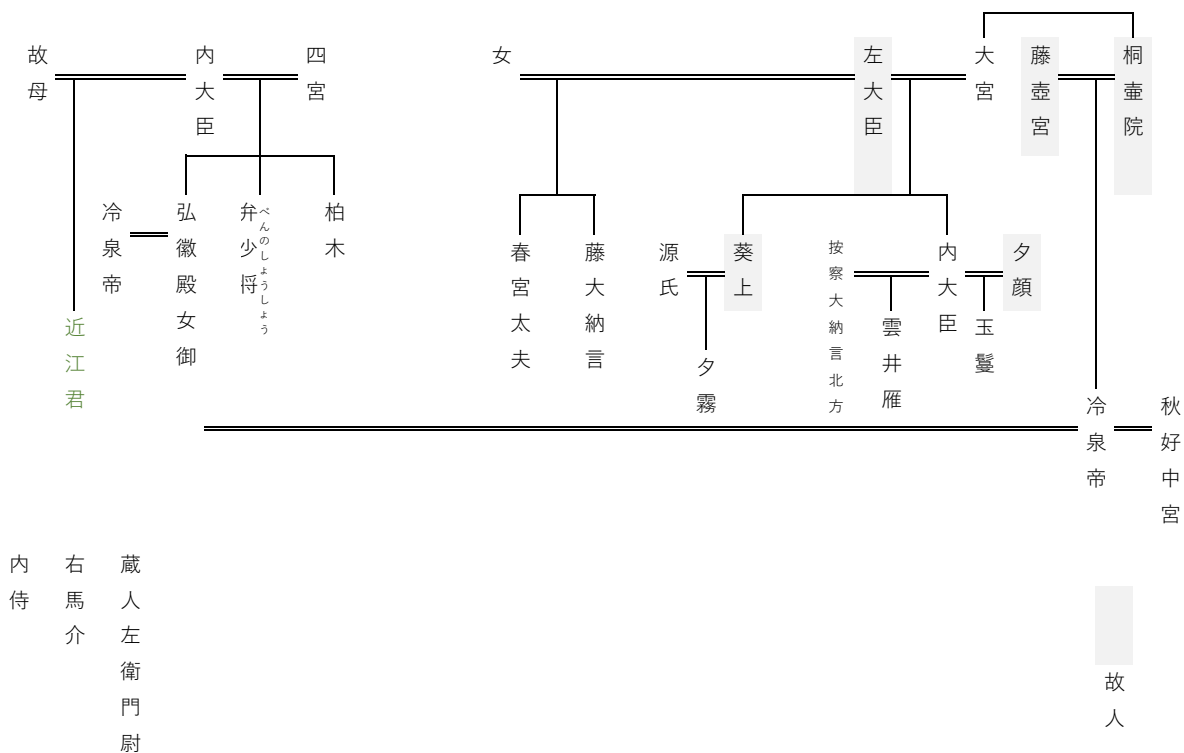 桐壷院
藤壺宮
大宮
左大臣
女
四宮
内大臣
故母
夕顔
内大臣
玉鬘
雲井雁
按察大納言北方
葵上
源氏
夕霧
藤大納言
春宮太夫
柏木
弁少将
べんのしょうしょう
弘徽殿女御
冷泉帝
近江君
秋好中宮
冷泉帝
蔵人左衛門尉
右馬介
内侍
故人